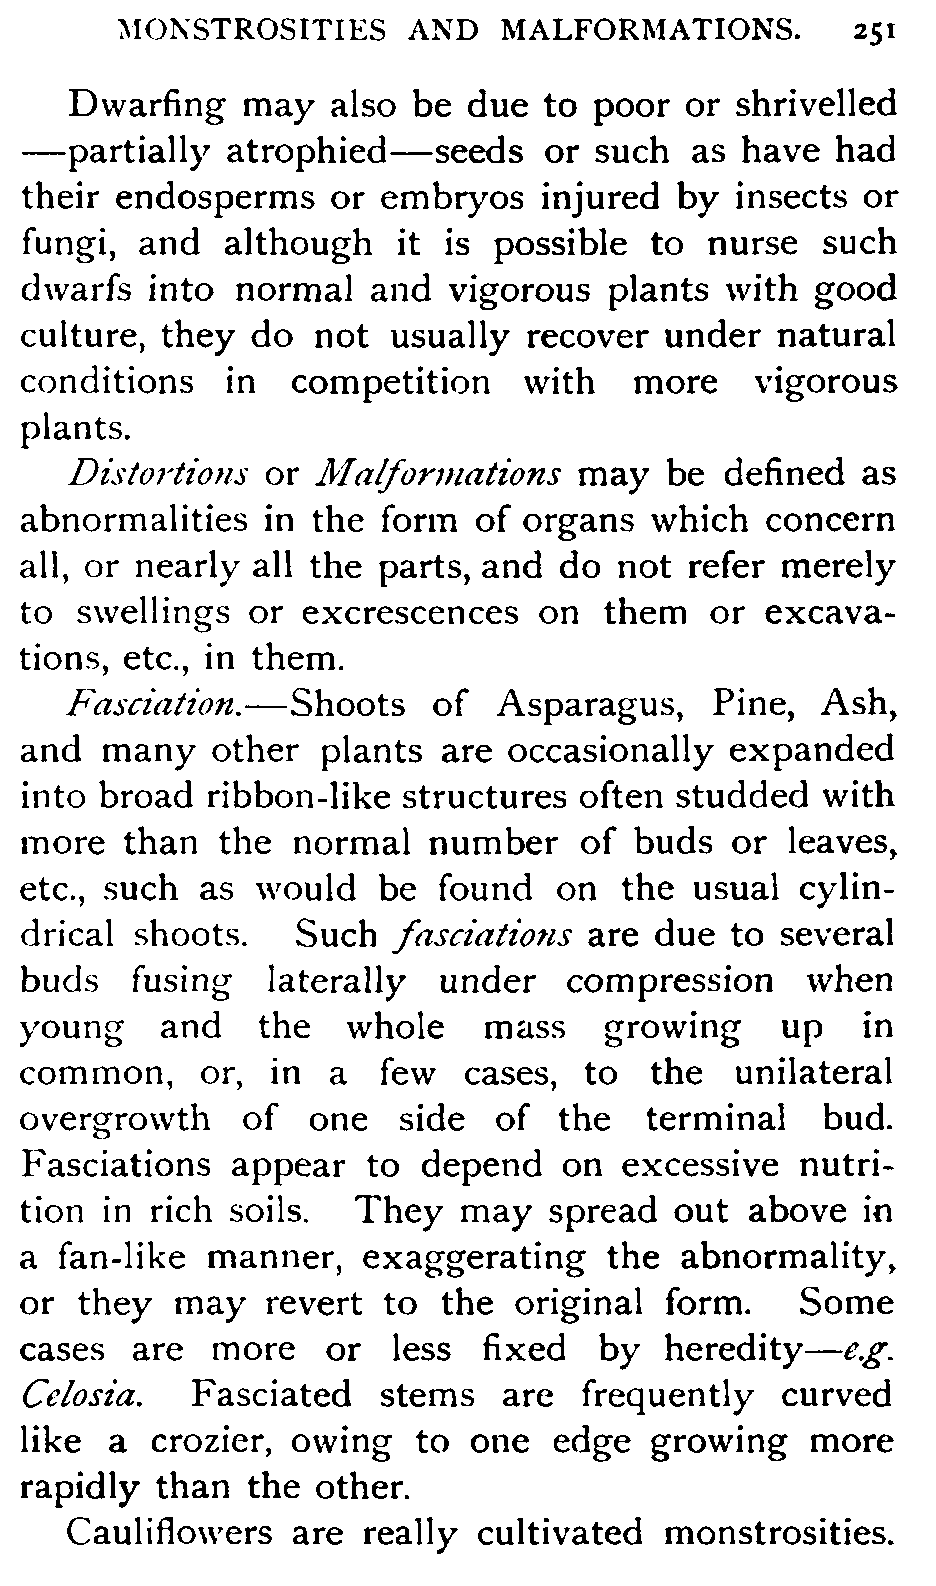 MONSTROSITIES AND MALFORMATIONS. 251
Dwarfing may also be due to poor or shrivelled
—partially atrophied—seeds or such as have had
their endosperms or embryos injured by insects or
fungi, and although it is possible to nurse such
dwarfs into normal and vigorous plants with good
culture, they do not usually recover under natural
conditions in competition with more vigorous
plants.
Distortions or Malformations may be defined as
abnormalities in the form of organs which concern
all, or nearly all the parts, and do not refer merely
to swellings or excrescences on them or excava-
tions, etc., in them.
Fasciation.—Shoots of Asparagus, Pine, Ash,
and many other plants are occasionally expanded
into broad ribbon-like structures often studded with
more than the normal number of buds or leaves,
etc., such as would be found on the usual cylin-
drical shoots. Such fasciations are due to several
buds fusing laterally under compression when
young and the whole mass growing up in
common, or, in a few cases, to the unilateral
overgrowth of one side of the terminal bud.
Fasciations appear to depend on excessive nutri-
tion in rich soils. They may spread out above in
a fan-like manner, exaggerating the abnormality,
or they may revert to the original form. Some
cases are more or less fixed by heredity—e.g.
Celosia. Fasciated stems are frequently curved
like a crozier, owing to one edge growing more
rapidly than the other.
Cauliflowers are really cultivated monstrosities.